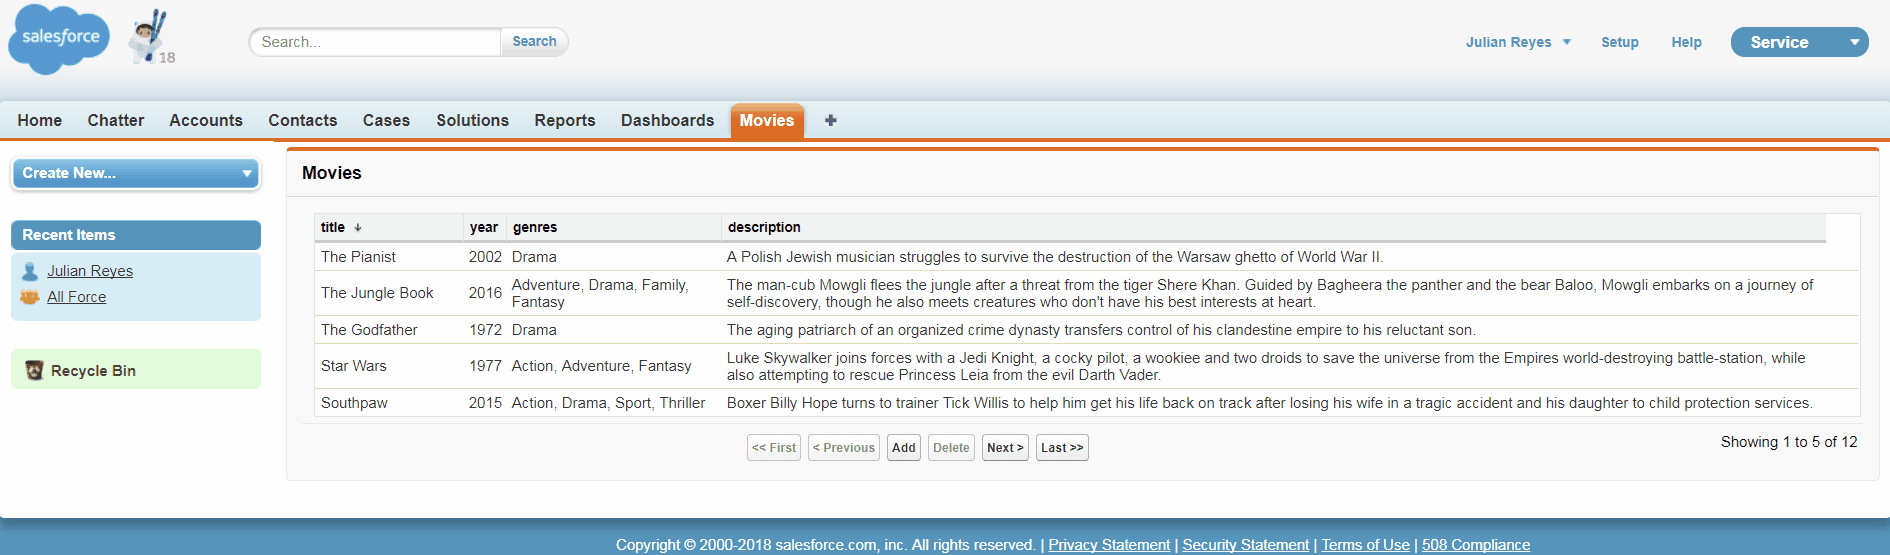 salesforce
18
Search...
Search
Julian Reyes
Setup
Help
Service
Home Chatter Accounts Contacts Cases Solutions Reports Dashboards Movies +
Create New...
Recent Items
Julian Reyes
All Force
Recycle Bin
Movies
title year genres description
The Pianist 2002 Drama A Polish Jewish musician struggles to survive the destruction of the Warsaw ghetto of World War II.
The Jungle Book 2016 Adventure, Drama, Family, Fantasy The man-cub Mowgli flees the jungle after a threat from the tiger Shere Khan. Guided by Bagheera the panther and the bear Baloo, Mowgli embarks on a journey of
self-discovery, though he also meets creatures who don't have his best interests at heart.
The Godfather 1972 Drama The aging patriarch of an organized crime dynasty transfers control of his clandestine empire to his reluctant son.
Star Wars 1977 Action, Adventure, Fantasy Luke Skywalker joins forces with a Jedi Knight, a cocky pilot, a wookiee and two droids to save the universe from the Empires world-destroying battle-station, while
also attempting to rescue Princess Leia from the evil Darth Vader.
Southpaw 2015 Action, Drama, Sport, Thriller Boxer Billy Hope turns to trainer Tick Willis to help him get his life back on track after losing his wife in a tragic accident and his daughter to child protection services.
<< First < Previous Add Delete Next > Last >>
Showing 1 to 5 of 12
Copyright © 2000-2018 salesforce.com, inc. All rights reserved. | Privacy Statement | Security Statement | Terms of Use | 508 Compliance